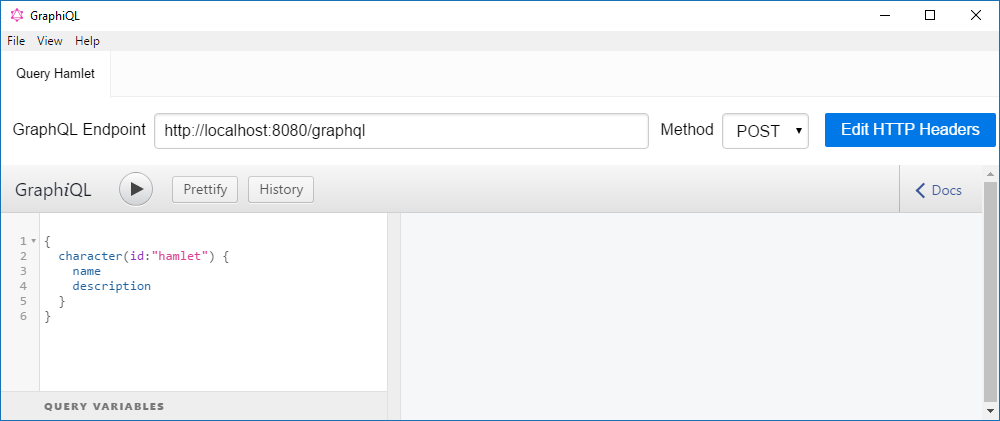 GraphiQL
File View Help
Query Hamlet
GraphQL Endpoint http://localhost:8080/graphql Method POST Edit HTTP Headers
GraphiQL Prettify History Docs
1 {
2 character(id:"hamlet") {
3 name
4 description
5 }
6 }
QUERY VARIABLES